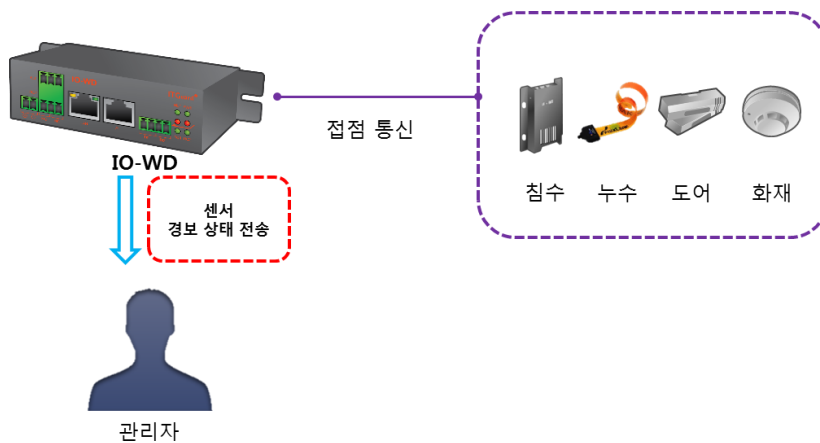 IO-WD
접점 통신
침수
누수
도어
화재
센서
경보 상태 전송
관리자